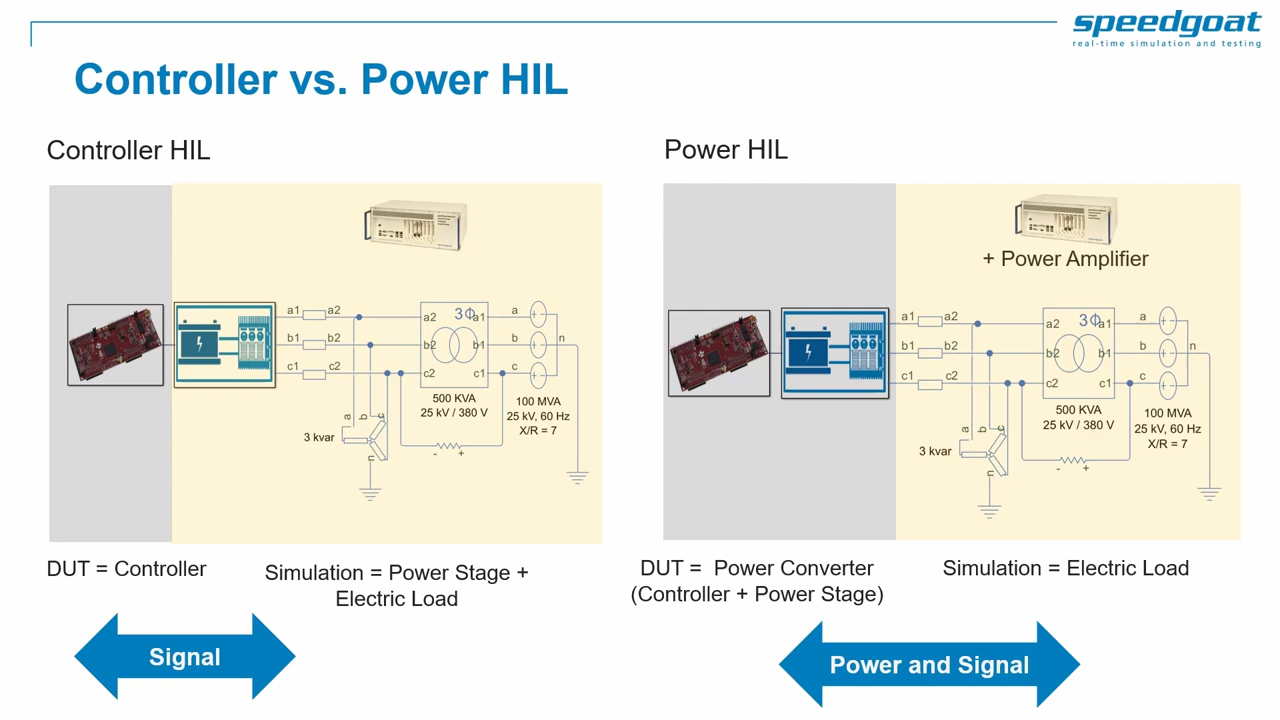 speedgoat
real-time simulation and testing
Controller vs. Power HIL
Controller HIL
a1 a2
b1 b2
c1 c2
a2 3Φ a1
b2 b1
c2 c1
a
b
c
n
500 KVA
25 kV / 380 V
100 MVA
25 kV, 60 Hz
X/R = 7
a b c
3 kvar
n
- +
DUT = Controller
Simulation = Power Stage +
Electric Load
Signal
Power HIL
+ Power Amplifier
a1 a2
b1 b2
c1 c2
a2 3Φ a1
b2 b1
c2 c1
a
b
c
n
500 KVA
25 kV / 380 V
100 MVA
25 kV, 60 Hz
X/R = 7
a b c
3 kvar
n
- +
DUT = Power Converter
(Controller + Power Stage)
Simulation = Electric Load
Power and Signal